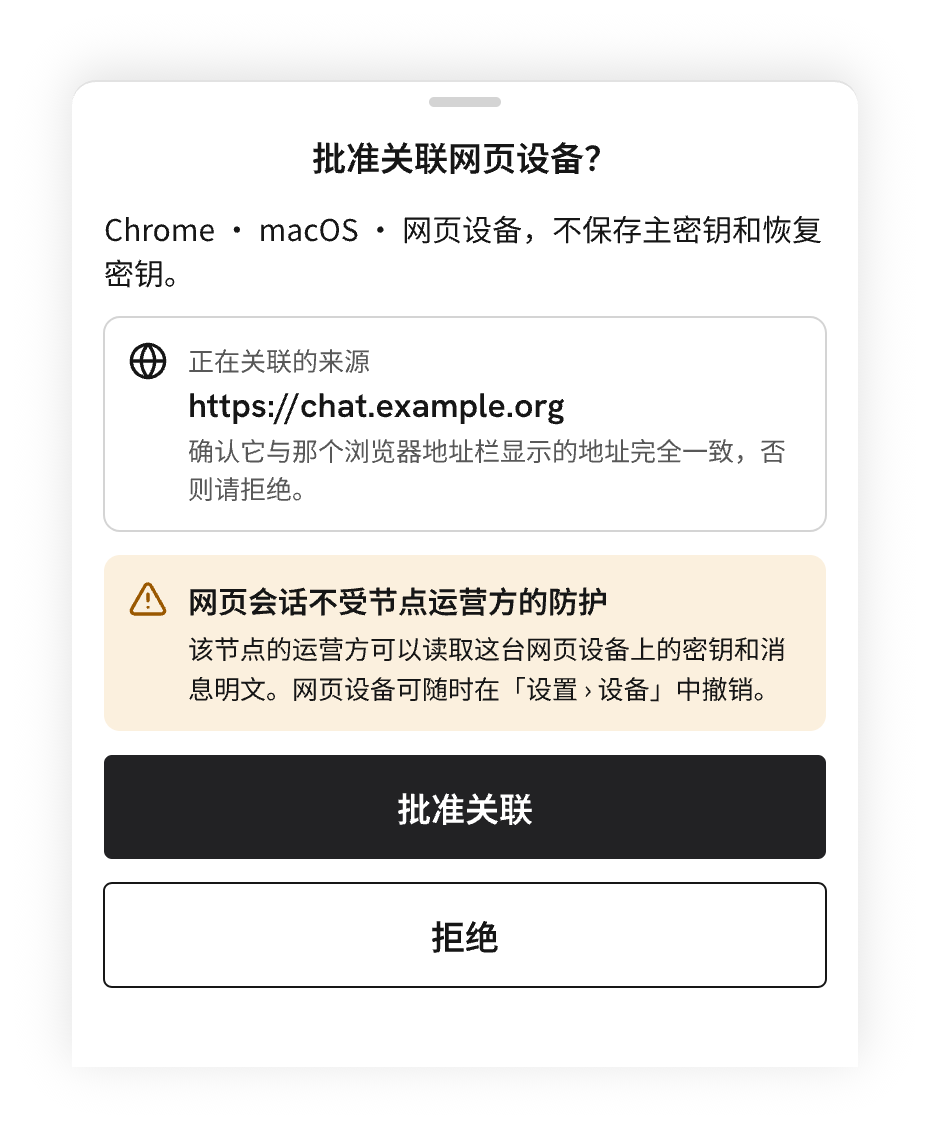 批准关联网页设备？
Chrome · macOS · 网页设备，不保存主密钥和恢复
密钥。
正在关联的来源
https://chat.example.org
确认它与那个浏览器地址栏显示的地址完全一致，否
则请拒绝。
网页会话不受节点运营方的防护
该节点的运营方可以读取这台网页设备上的密钥和消
息明文。网页设备可随时在「设置 › 设备」中撤销。
批准关联
拒绝